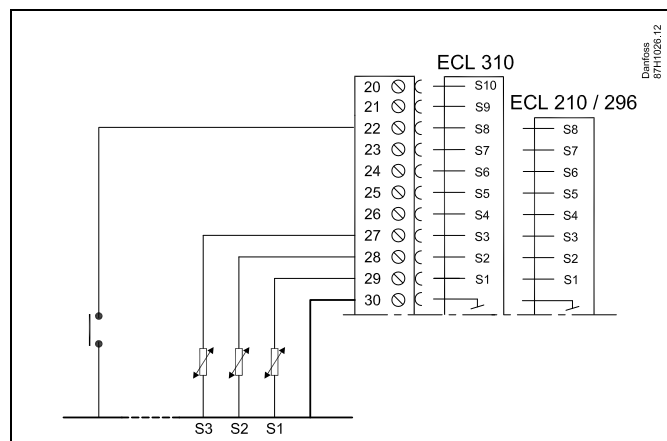 Danfoss
87H1026.12
ECL 310
ECL 210 / 296
20 S10
21 S9
22 S8 S8
23 S7 S7
24 S6 S6
25 S5 S5
26 S4 S4
27 S3 S3
28 S2 S2
29 S1 S1
30
S3 S2 S1